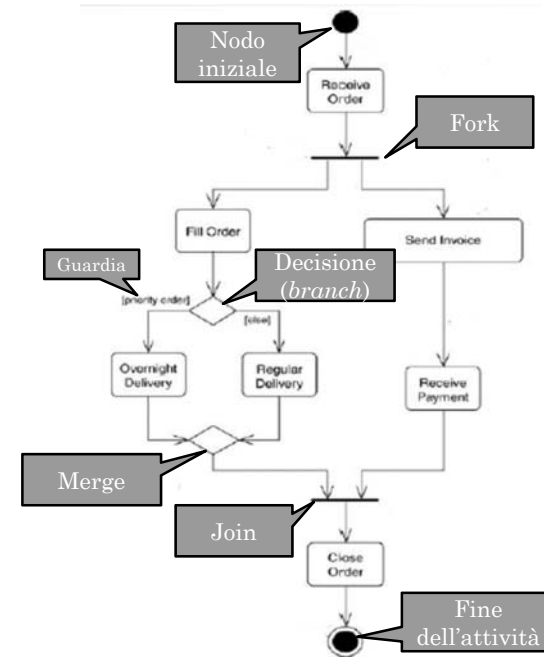 Nodo
iniziale
Receive
Order
Fork
Fill Order
Send Invoice
Guardia
Decisione
(branch)
[priority order]
[else]
Overnight
Delivery
Regular
Delivery
Receive
Payment
Merge
Join
Close
Order
Fine
dell'attività